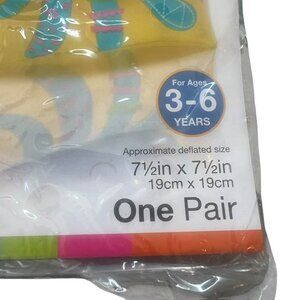 For Ages
3-6
YEARS
Approximate deflated size
7½in x 7½in
19cm x 19cm
One Pair